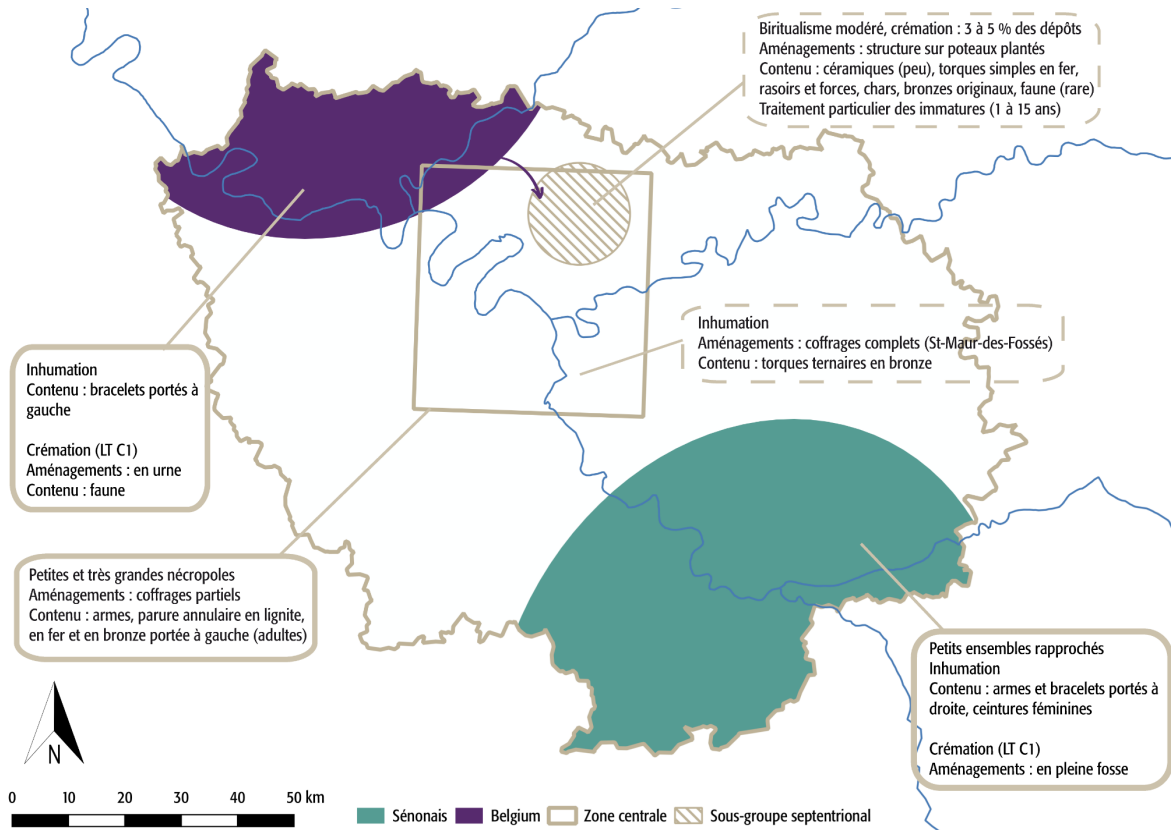 Biritualisme modéré, crémation : 3 à 5 % des dépôts
Aménagements : structure sur poteaux plantés
Contenu : céramiques (peu), torques simples en fer,
rasoirs et forces, chars, bronzes originaux, faune (rare)
Traitement particulier des immatures (1 à 15 ans)
Inhumation
Aménagements : coffrages complets (St-Maur-des-Fossés)
Contenu : torques ternaires en bronze
Inhumation
Contenu : bracelets portés à
gauche
Crémation (LT C1)
Aménagements : en urne
Contenu : faune
Petites et très grandes nécropoles
Aménagements : coffrages partiels
Contenu : armes, parure annulaire en lignite,
en fer et en bronze portée à gauche (adultes)
Petits ensembles rapprochés
Inhumation
Contenu : armes et bracelets portés à
droite, ceintures féminines
Crémation (LT C1)
Aménagements : en pleine fosse
N
0 10 20 30 40 50 km
Sénonais Belgium Zone centrale Sous-groupe septentrional